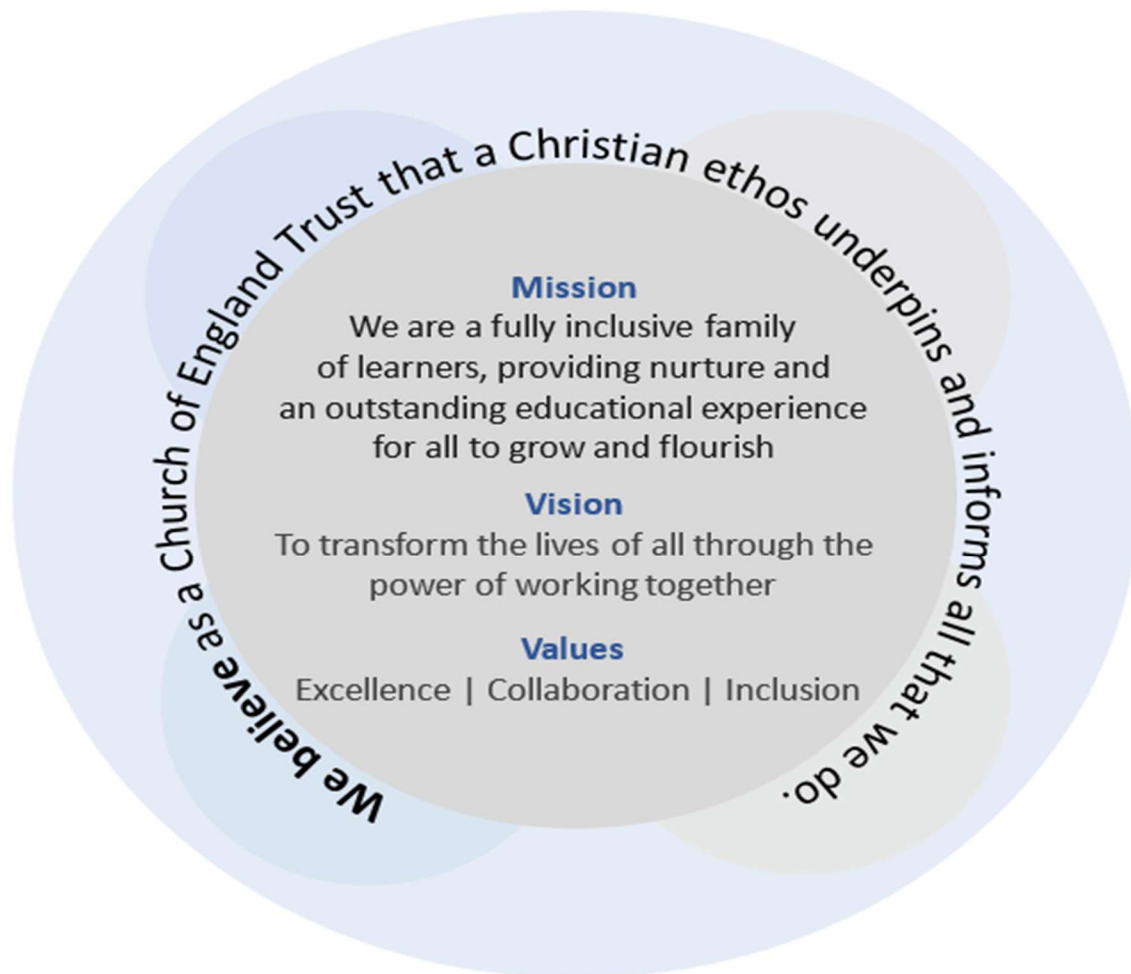 We believe as a Church of England Trust that a Christian ethos underpins and informs all that we do.
Mission
We are a fully inclusive family
of learners, providing nurture and
an outstanding educational experience
for all to grow and flourish
Vision
To transform the lives of all through the
power of working together
Values
Excellence | Collaboration | Inclusion